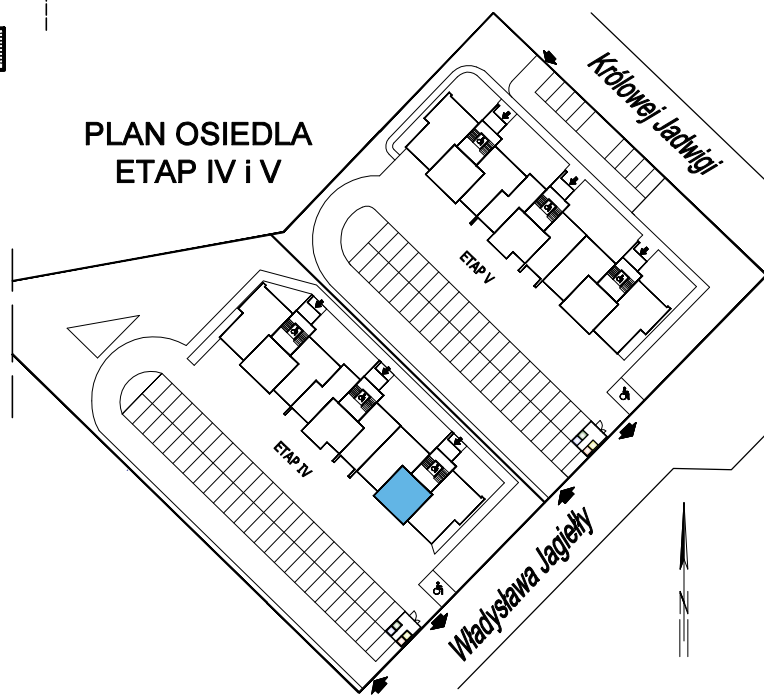 PLAN OSIEDLA
ETAP IV i V
Królowej Jadwigi
ETAP V
ETAP IV
Władysława Jagiełły
N